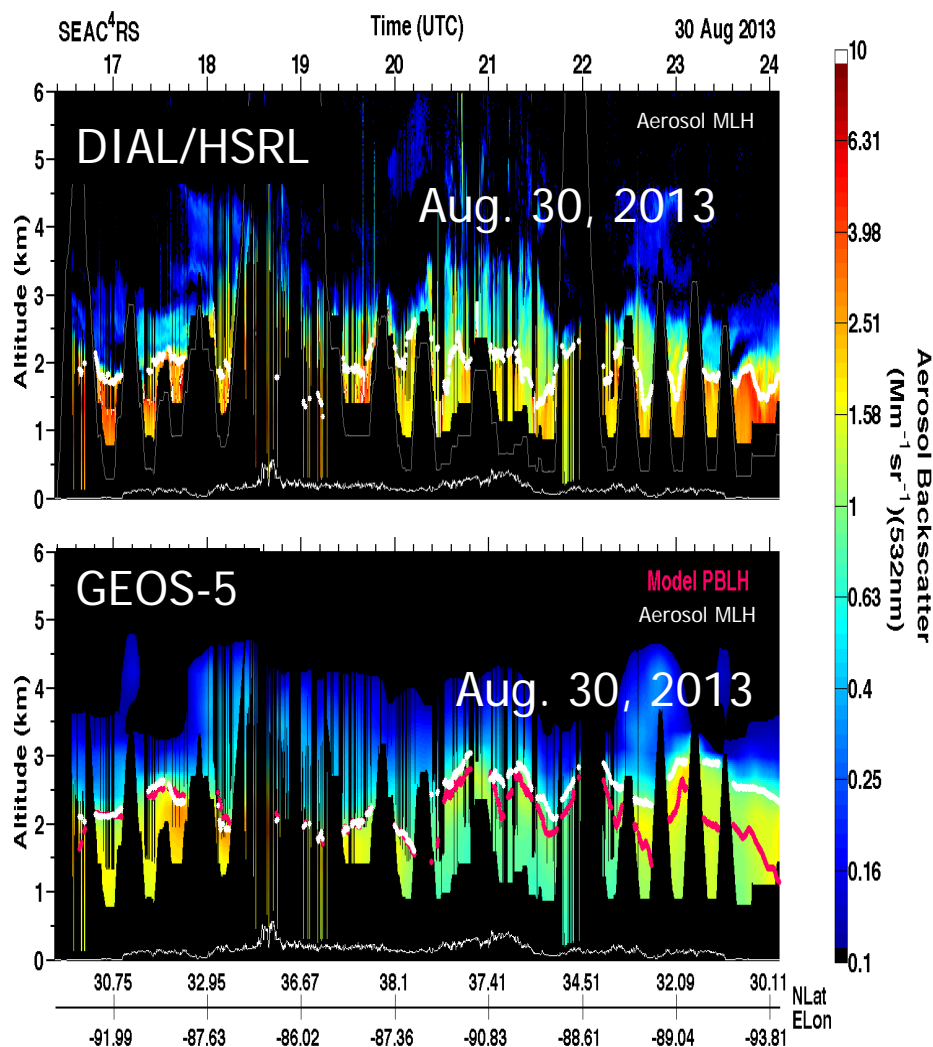 SEAC⁴RS Time (UTC) 30 Aug 2013
17 18 19 20 21 22 23 24
DIAL/HSRL
Aerosol MLH
Aug. 30, 2013
Altitude (km)
6
5
4
3
2
1
0
GEOS-5
Model PBLH
Aerosol MLH
Aug. 30, 2013
Altitude (km)
6
5
4
3
2
1
0
30.75 32.95 36.67 38.1 37.41 34.51 32.09 30.11 NLat
-91.99 -87.63 -86.02 -87.36 -90.83 -88.61 -89.04 -93.81 ELon
10
6.31
3.98
2.51
1.58
1
0.63
0.4
0.25
0.16
0.1
Aerosol Backscatter
(Mm⁻¹ sr⁻¹)(532nm)